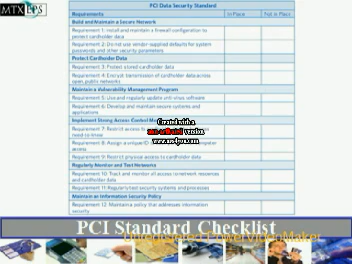 MTXEPS
PCI Data Security Standard
Requirements In Place Not in Place
Build and Maintain a Secure Network
Requirement 1: Install and maintain a firewall configuration to
protect cardholder data
Requirement 2: Do not use vendor-supplied defaults for system
passwords and other security parameters
Protect Cardholder Data
Requirement 3: Protect stored cardholder data
Requirement 4: Encrypt transmission of cardholder data across
open, public networks
Maintain a Vulnerability Management Program
Requirement 5: Use and regularly update anti-virus software
Requirement 6: Develop and maintain secure systems and
applications
Implement Strong Access Control
Requirement 7: Restrict access to
need-to-know
Requirement 8: Assign a unique ID
access
Requirement 9: Restrict physical access to cardholder data
Regularly Monitor and Test Networks
Requirement 10: Track and monitor all access to network resources
and cardholder data
Requirement 11: Regularly test security systems and processes
Maintain an Information Security Policy
Requirement 12: Maintain a policy that addresses information
security
Created with a
version
PCI Standard Checklist
Unregistered PowerVideoMaker